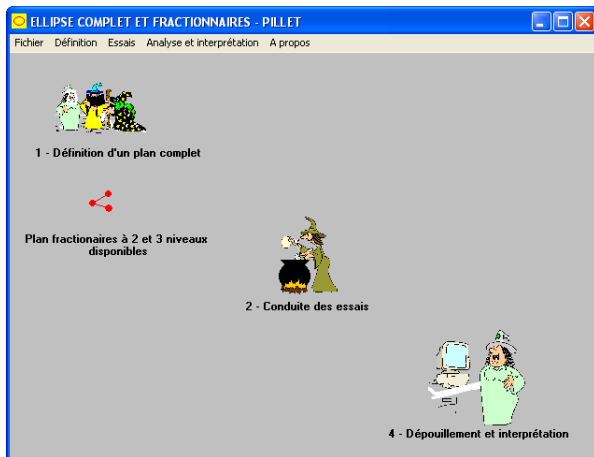 ELLIPSE COMPLET ET FRACTIONNAIRES - PILLET
Fichier Définition Essais Analyse et interprétation A propos
1 - Définition d'un plan complet
Plan fractionaires à 2 et 3 niveaux
disponibles
2 - Conduite des essais
4 - Dépouillement et interprétation